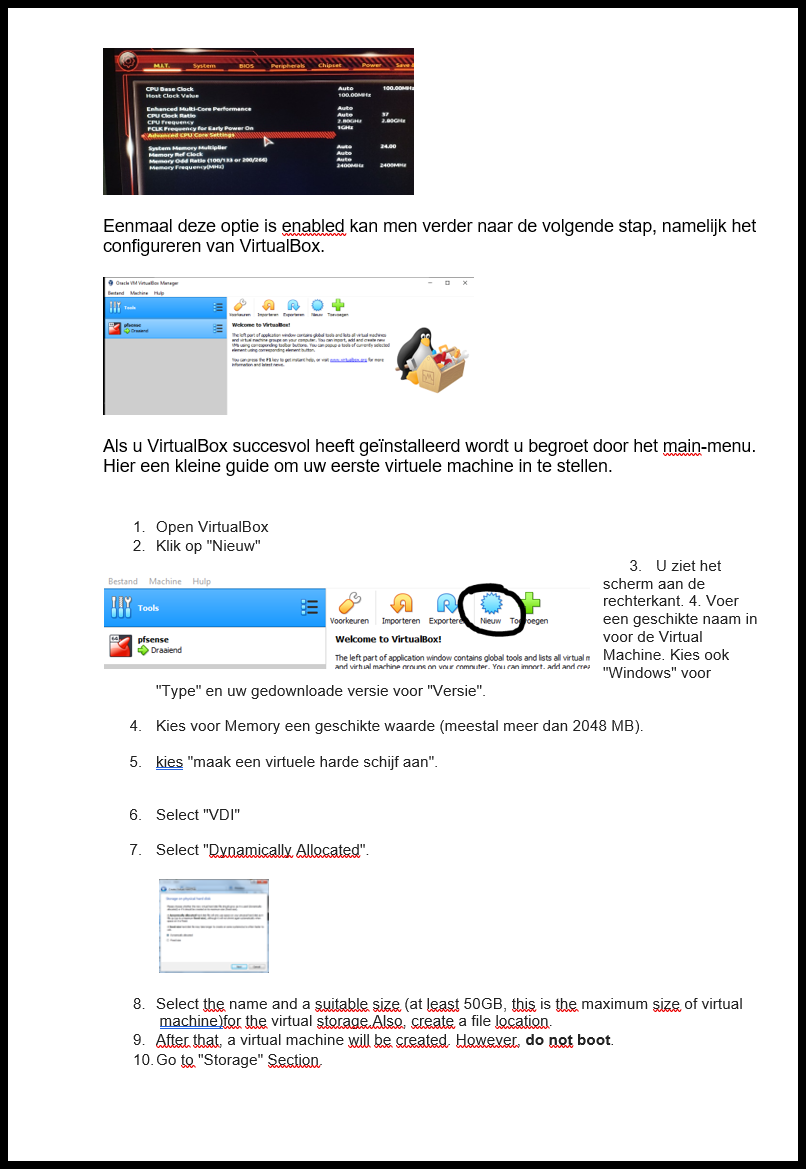 M.I.T. System BIOS Peripherals Chipset Power Save
CPU Base Clock Auto 100.00MHz
Host Clock Value 100.00MHz
Enhanced Multi-Core Performance Auto
CPU Clock Ratio Auto 37
CPU Frequency 2.80GHz 2.80GHz
FCLK Frequency for Early Power On 1GHz
Advanced CPU Core Settings
System Memory Multiplier Auto 24.00
Memory Ref Clock Auto
Memory Odd Ratio (100/133 or 200/266) Auto
Memory Frequency(MHz) 2400MHz 2400MHz
Eenmaal deze optie is enabled kan men verder naar de volgende stap, namelijk het
configureren van VirtualBox.
Oracle VM VirtualBox Manager
Bestand Machine Hulp
Tools
pfsense
Draaiend
Voorkeuren Importeren Exporteren Nieuw Toevoegen
Welcome to VirtualBox!
The left part of application window contains global tools and lists all virtual machines
and virtual machine groups on your computer. You can import, add and create new
VMs using corresponding toolbar buttons. You can popup a tools of currently selected
element using corresponding element button.
You can press the F1 key to get instant help, or visit www.virtualbox.org for more
information and latest news.
Als u VirtualBox succesvol heeft geïnstalleerd wordt u begroet door het main-menu.
Hier een kleine guide om uw eerste virtuele machine in te stellen.
1. Open VirtualBox
2. Klik op "Nieuw"
Bestand Machine Hulp
Tools
pfsense
Draaiend
Voorkeuren Importeren Exportere Nieuw To voegen
Welcome to VirtualBox!
The left part of application window contains global tools and lists all virtual m
and virtual machine groups on your computer. You can import, add and crea
3. U ziet het
scherm aan de
rechterkant. 4. Voer
een geschikte naam in
voor de Virtual
Machine. Kies ook
"Windows" voor
"Type" en uw gedownloade versie voor "Versie".
4. Kies voor Memory een geschikte waarde (meestal meer dan 2048 MB).
5. kies "maak een virtuele harde schijf aan".
6. Select "VDI"
7. Select "Dynamically Allocated".
8. Select the name and a suitable size (at least 50GB, this is the maximum size of virtual
machine)for the virtual storage.Also, create a file location.
9. After that, a virtual machine will be created. However, do not boot.
10. Go to "Storage" Section.